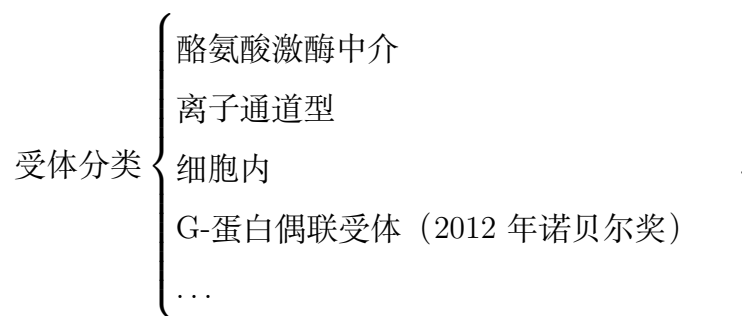 受体分类
酪氨酸激酶中介
离子通道型
细胞内
G-蛋白偶联受体（2012 年诺贝尔奖）
...